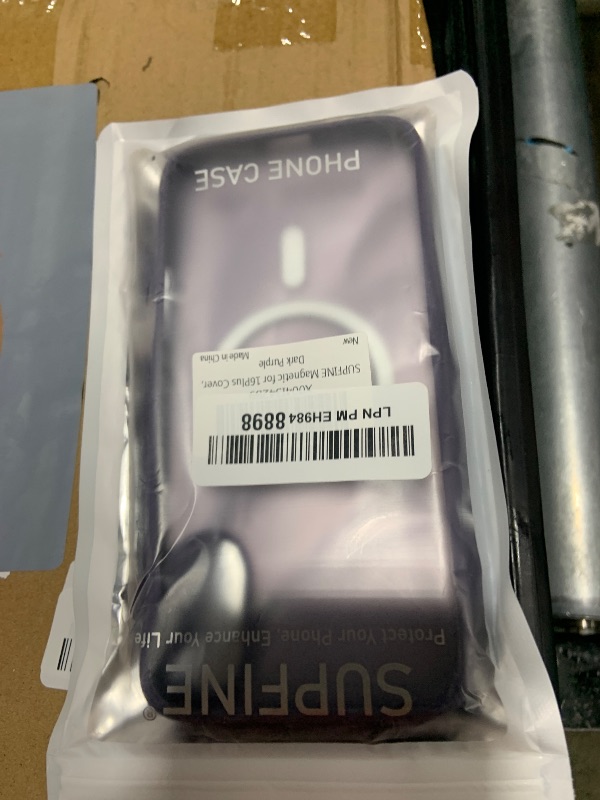 SUPFINE®
Protect Your Phone, Enhance Your Life
LPN PM EH984 8898
SUPFINE Magnetic for 16Plus Cover,
Dark Purple
New
Made in China
PHONE CASE